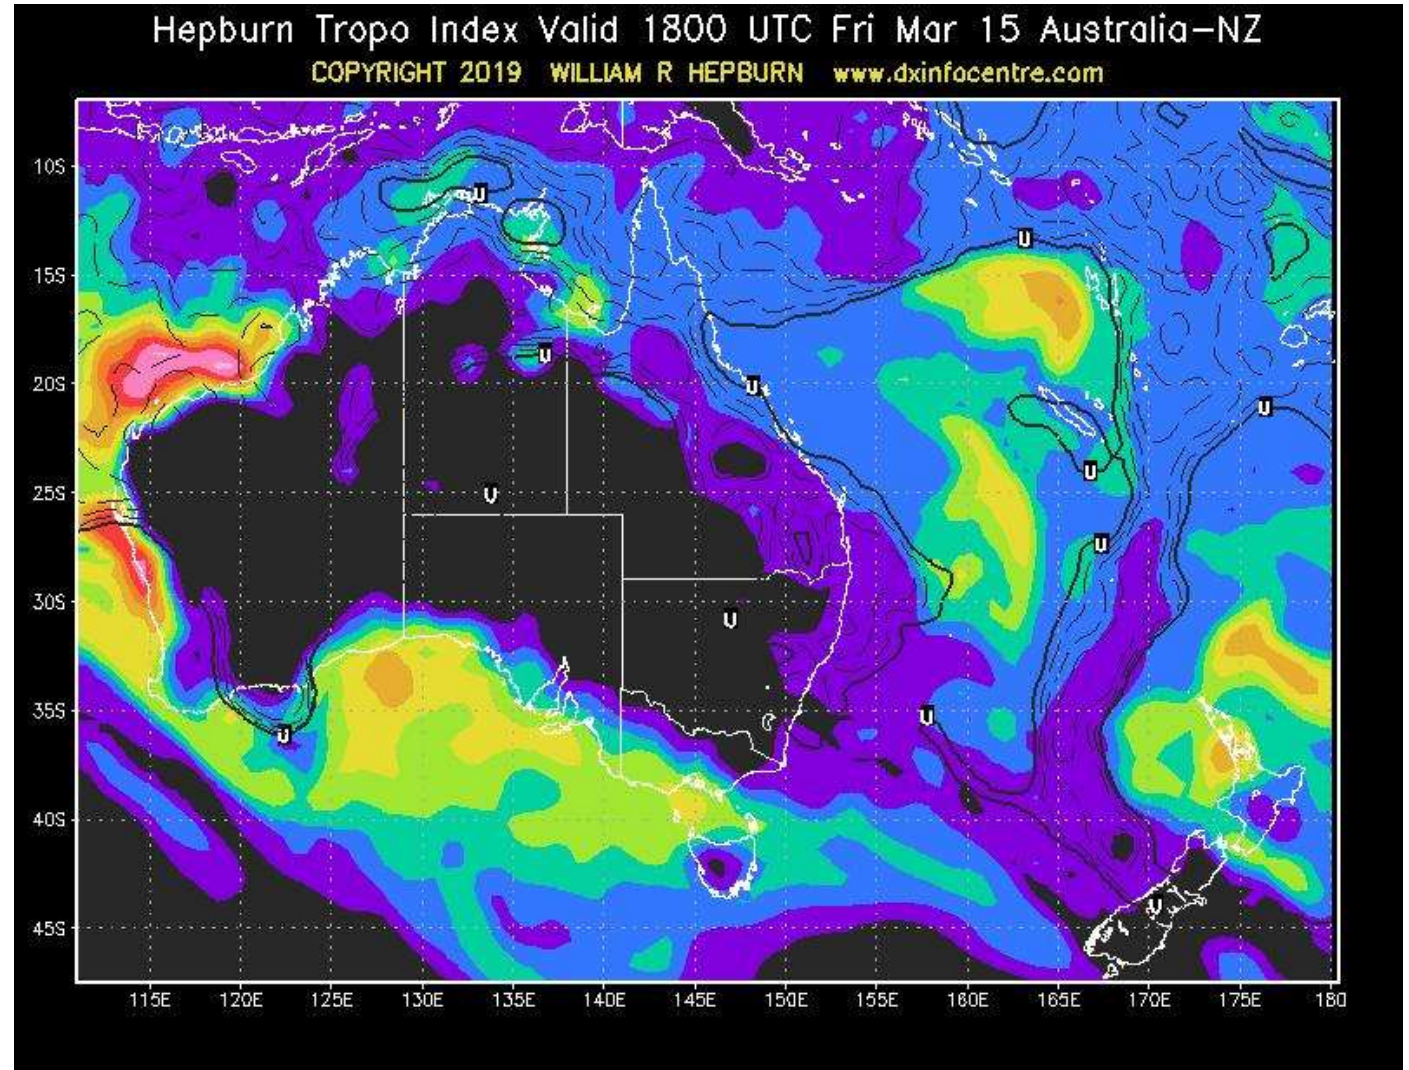 Hepburn Tropo Index Valid 1800 UTC Fri Mar 15 Australia-NZ
COPYRIGHT 2019 WILLIAM R HEPBURN www.dxinfocentre.com
10S
U
U
15S
U
20S
U
U
U
25S
U
U
30S
U
35S
U
U
40S
45S
U
115E 120E 125E 130E 135E 140E 145E 150E 155E 160E 165E 170E 175E 180